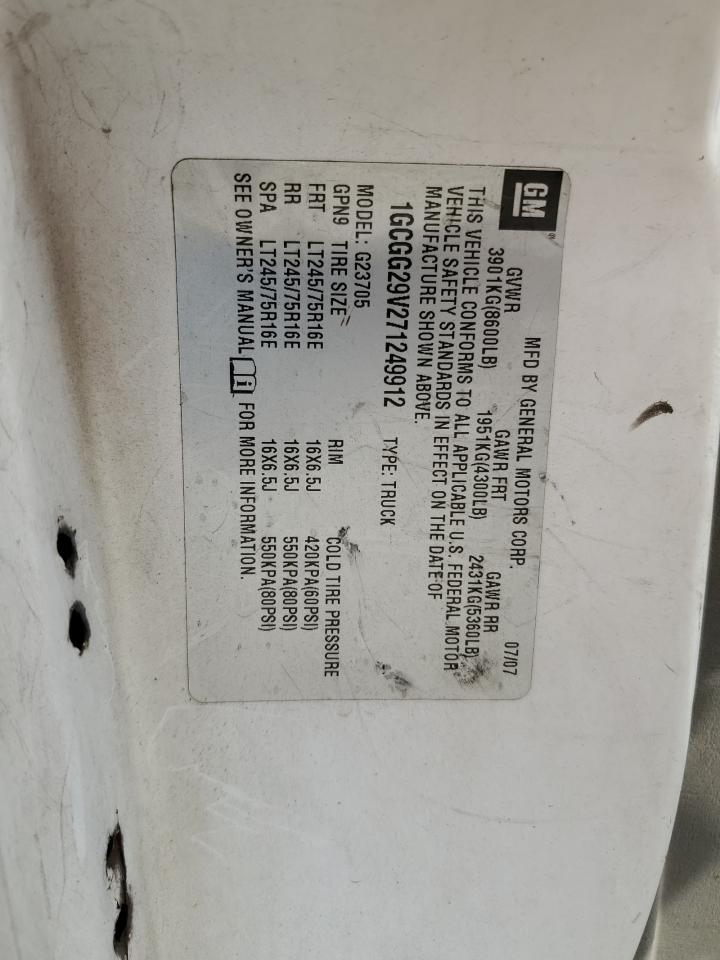 GM MFD BY GENERAL MOTORS CORP. 07/07
GVWR GAWR FRT GAWR RR
3901KG(8600LB) 1951KG(4300LB) 2431KG(5360LB)
THIS VEHICLE CONFORMS TO ALL APPLICABLE U.S. FEDERAL MOTOR
VEHICLE SAFETY STANDARDS IN EFFECT ON THE DATE OF
MANUFACTURE SHOWN ABOVE.
1GCGG29V271249912 TYPE: TRUCK
MODEL: G23705
GPN9 TIRE SIZE RIM COLD TIRE PRESSURE
FRT LT245/75R16E 16X6.5J 420KPA(60PSI)
RR LT245/75R16E 16X6.5J 550KPA(80PSI)
SPA LT245/75R16E 16X6.5J 550KPA(80PSI)
SEE OWNER'S MANUAL i FOR MORE INFORMATION.